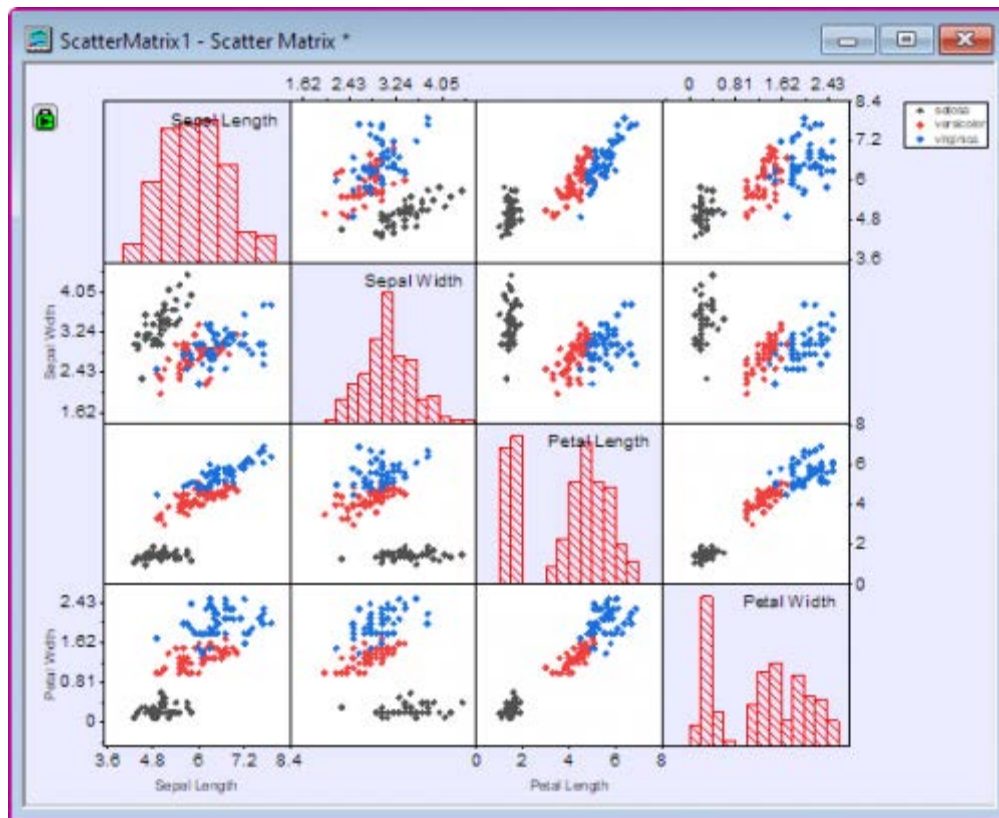 ScatterMatrix1 - Scatter Matrix *
1.62 2.43 3.24 4.05 0 0.81 1.62 2.43
Sepal Length
8.4
7.2
6
4.8
3.6
setosa
versicolor
virginica
Sepal Width
4.05
3.24
2.43
1.62
Sepal Width
Petal Length
8
6
4
2
0
Petal Width
2.43
1.62
0.81
0
Petal Width
3.6 4.8 6 7.2 8.4 0 2 4 6 8
Sepal Length Petal Length